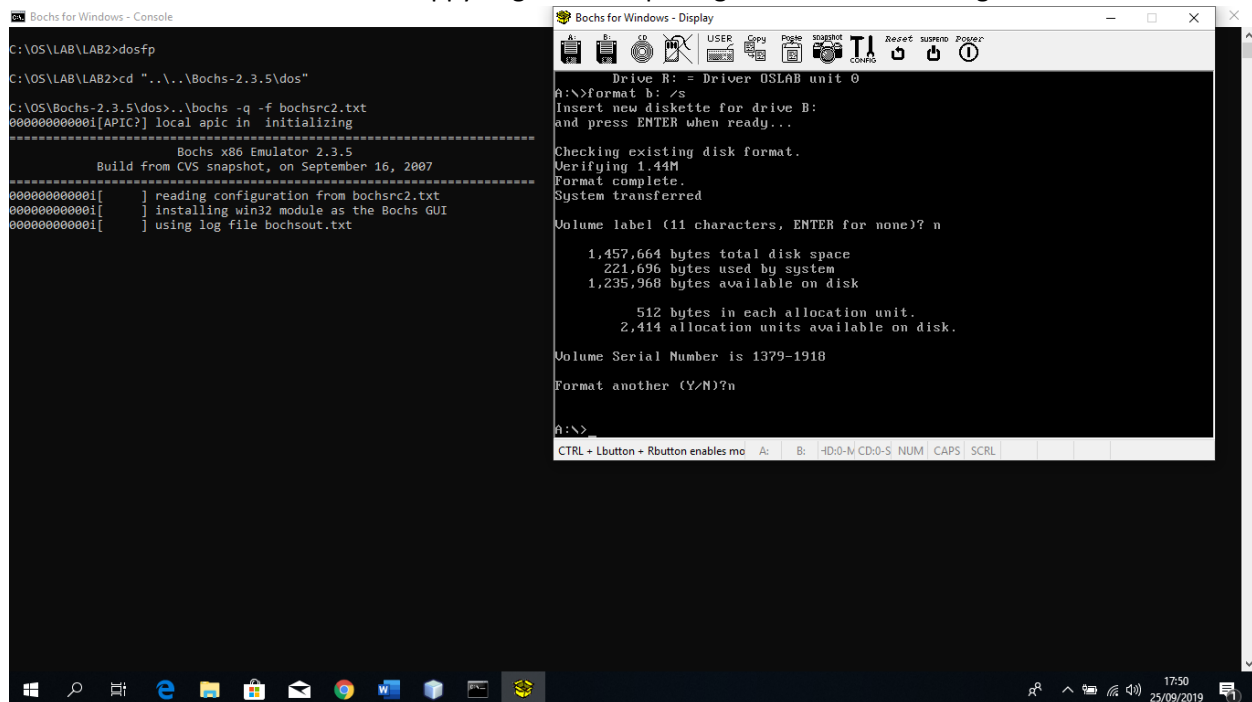 Bochs for Windows - Console
C:\OS\LAB\LAB2>dosfp
C:\OS\LAB\LAB2>cd "..\..\Bochs-2.3.5\dos"
C:\OS\Bochs-2.3.5\dos>..\bochs -q -f bochsrc2.txt
00000000000i[APIC?] local apic in  initializing
========================================================================
Bochs x86 Emulator 2.3.5
Build from CVS snapshot, on September 16, 2007
========================================================================
00000000000i[     ] reading configuration from bochsrc2.txt
00000000000i[     ] installing win32 module as the Bochs GUI
00000000000i[     ] using log file bochsout.txt
Bochs for Windows - Display
A: B: CD USER Copy Paste snapshot CONFIG Reset SUSPEND Power
Drive R: = Driver OSLAB unit 0
A:\>format b: /s
Insert new diskette for drive B:
and press ENTER when ready...
Checking existing disk format.
Verifying 1.44M
Format complete.
System transferred
Volume label (11 characters, ENTER for none)? n
1,457,664 bytes total disk space
221,696 bytes used by system
1,235,968 bytes available on disk
512 bytes in each allocation unit.
2,414 allocation units available on disk.
Volume Serial Number is 1379-1918
Format another (Y/N)?n
A:\>_
CTRL + Lbutton + Rbutton enables mo A: B: HD:0-M CD:0-S NUM CAPS SCRL
17:50
25/09/2019